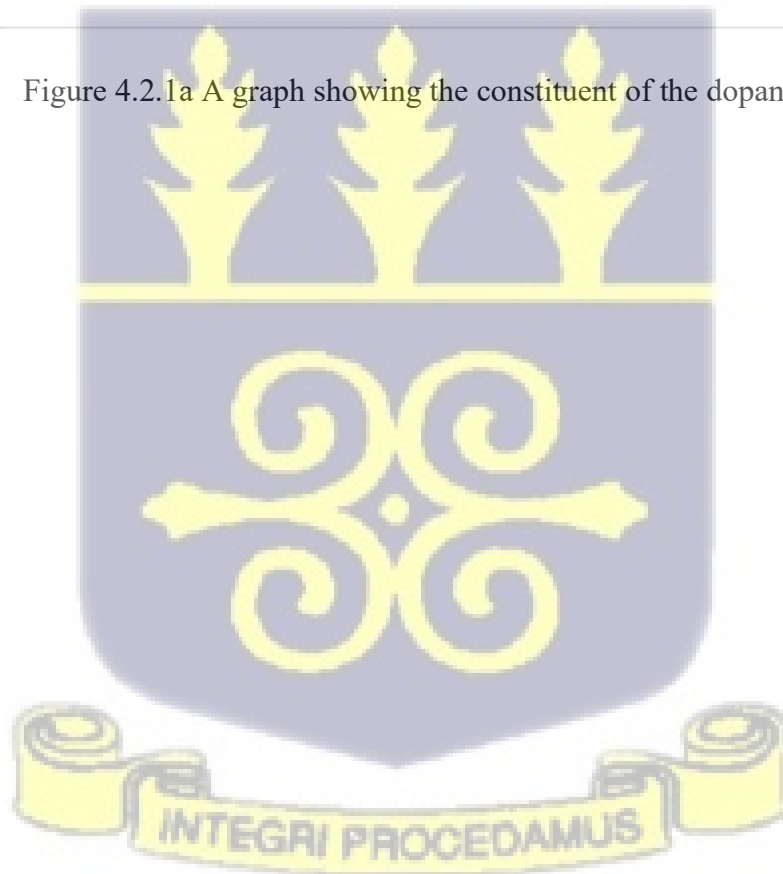 Figure 4.2.1a A graph showing the constituent of the dopan
INTEGRI PROCEDAMUS